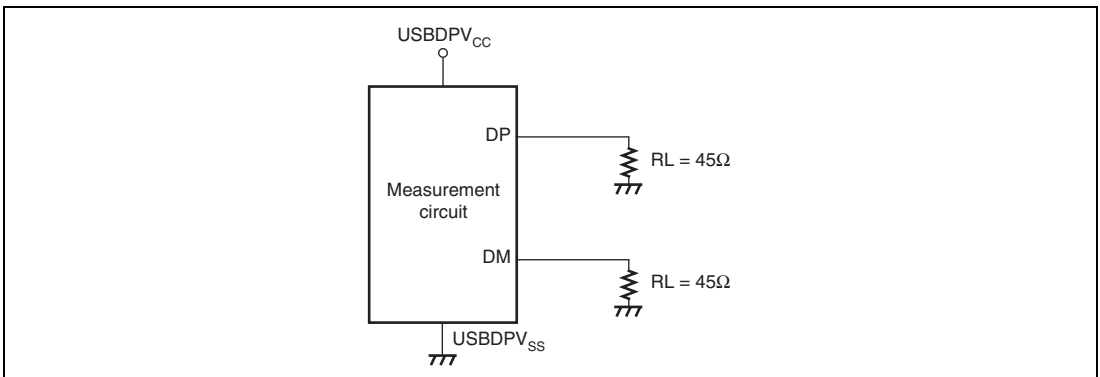 USBDPVCC
DP
RL = 45Ω
Measurement
circuit
DM
RL = 45Ω
USBDPVSS